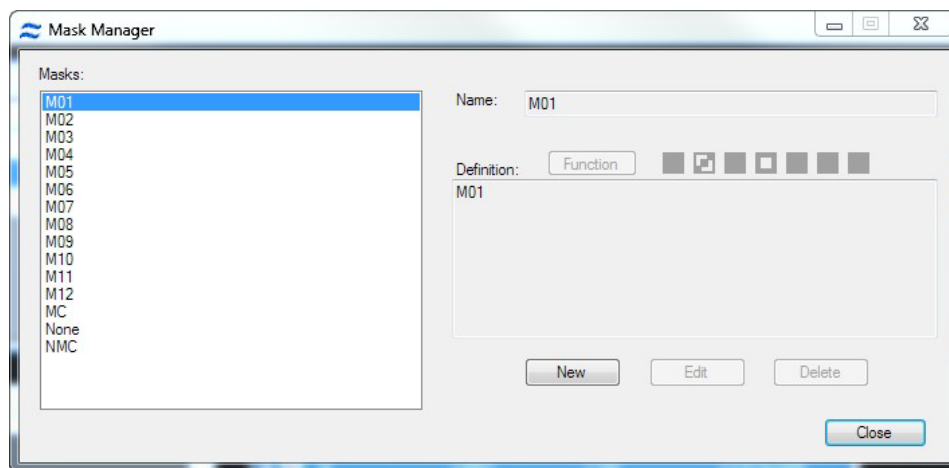 Mask Manager
Masks:
M01
M02
M03
M04
M05
M06
M07
M08
M09
M10
M11
M12
MC
None
NMC
Name: M01
Definition: Function
M01
New Edit Delete
Close